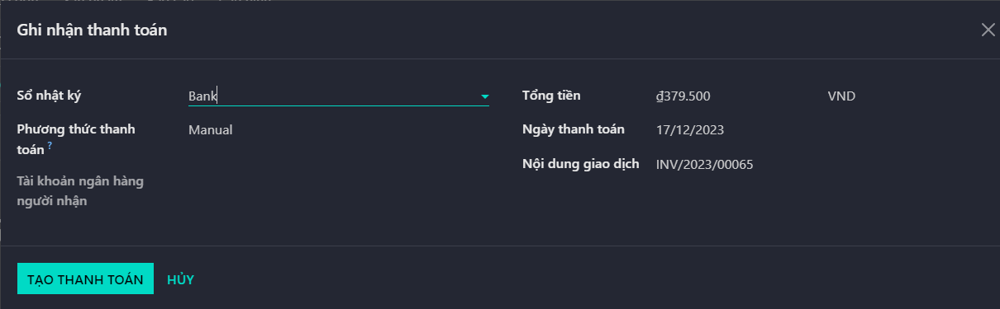 Ghi nhận thanh toán
Sổ nhật ký
Bank
Tổng tiền
₫379.500
VND
Phương thức thanh
toán ?
Manual
Ngày thanh toán
17/12/2023
Tài khoản ngân hàng
người nhận
Nội dung giao dịch
INV/2023/00065
TẠO THANH TOÁN
HỦY